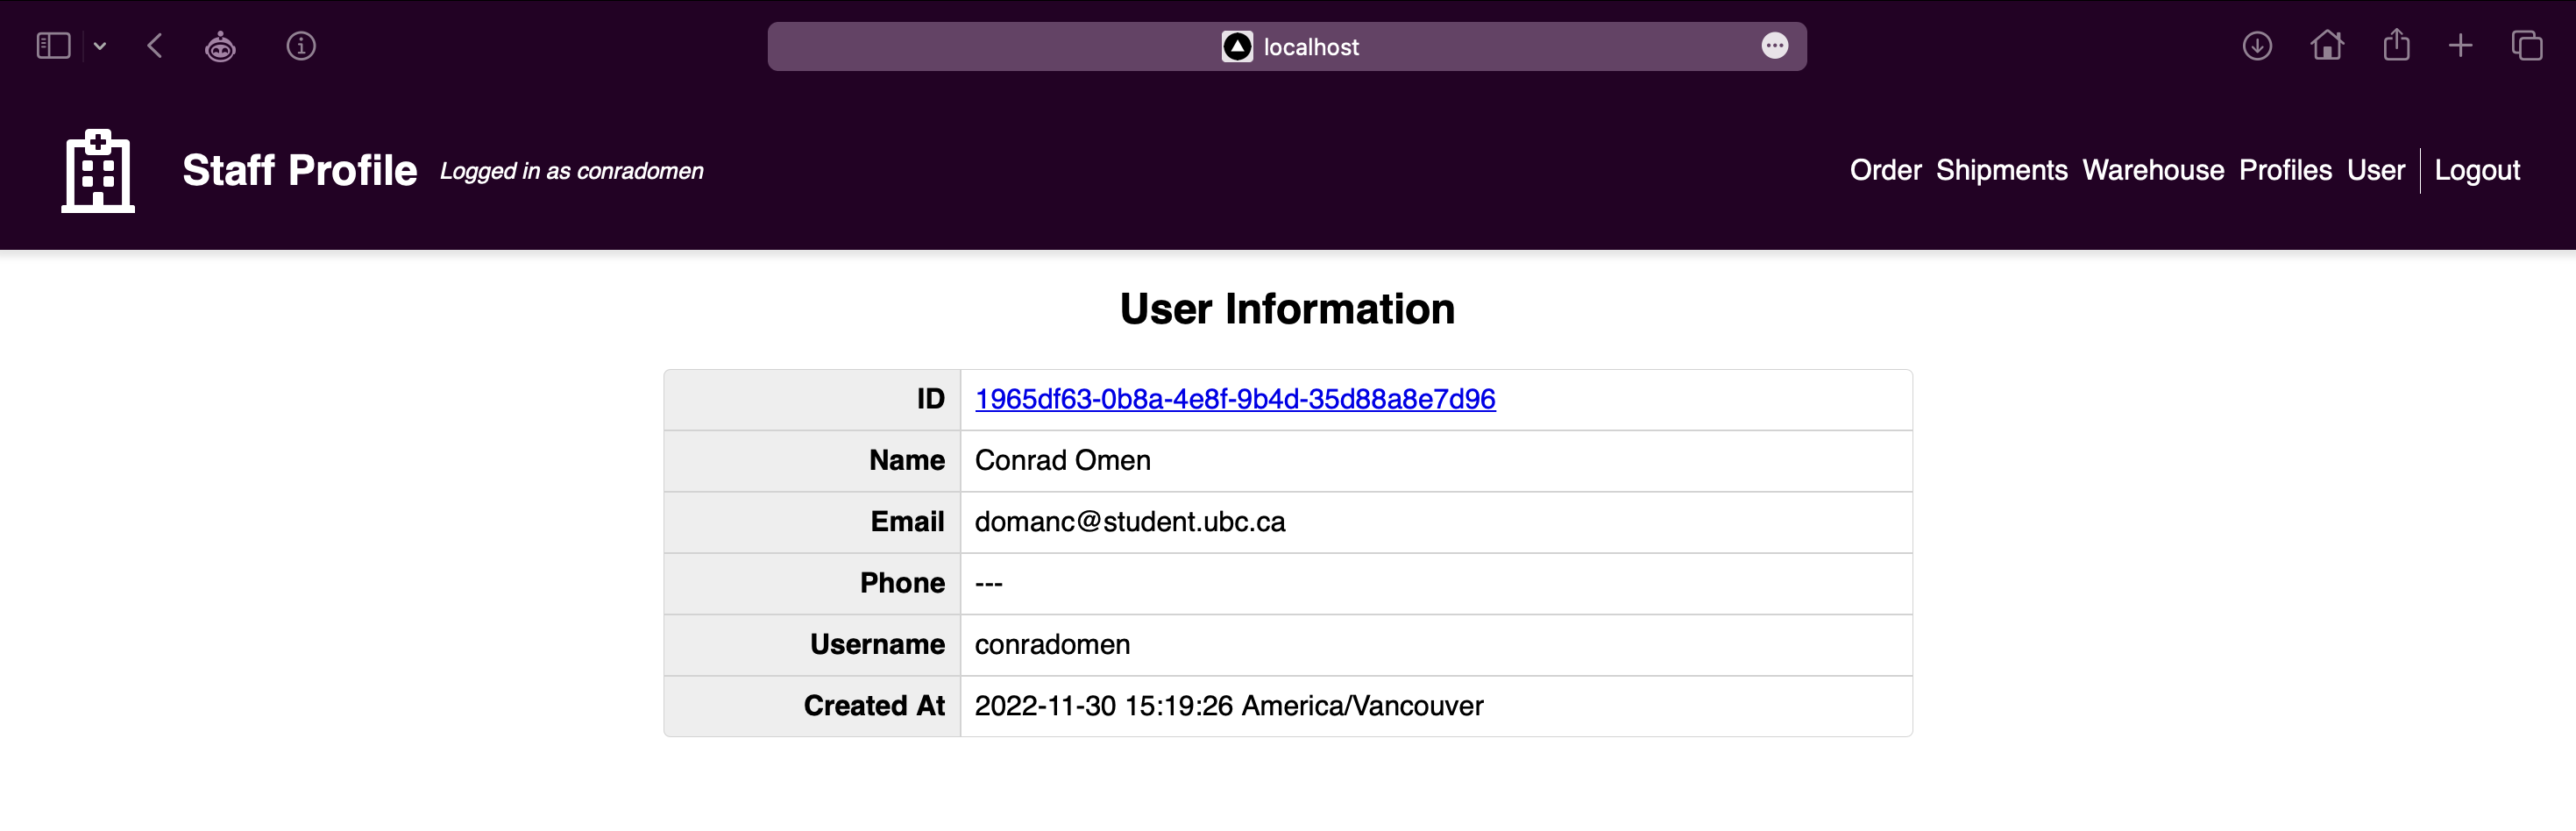 localhost
Staff Profile Logged in as conradomen Order Shipments Warehouse Profiles User Logout
User Information
ID 1965df63-0b8a-4e8f-9b4d-35d88a8e7d96
Name Conrad Omen
Email domanc@student.ubc.ca
Phone ---
Username conradomen
Created At 2022-11-30 15:19:26 America/Vancouver